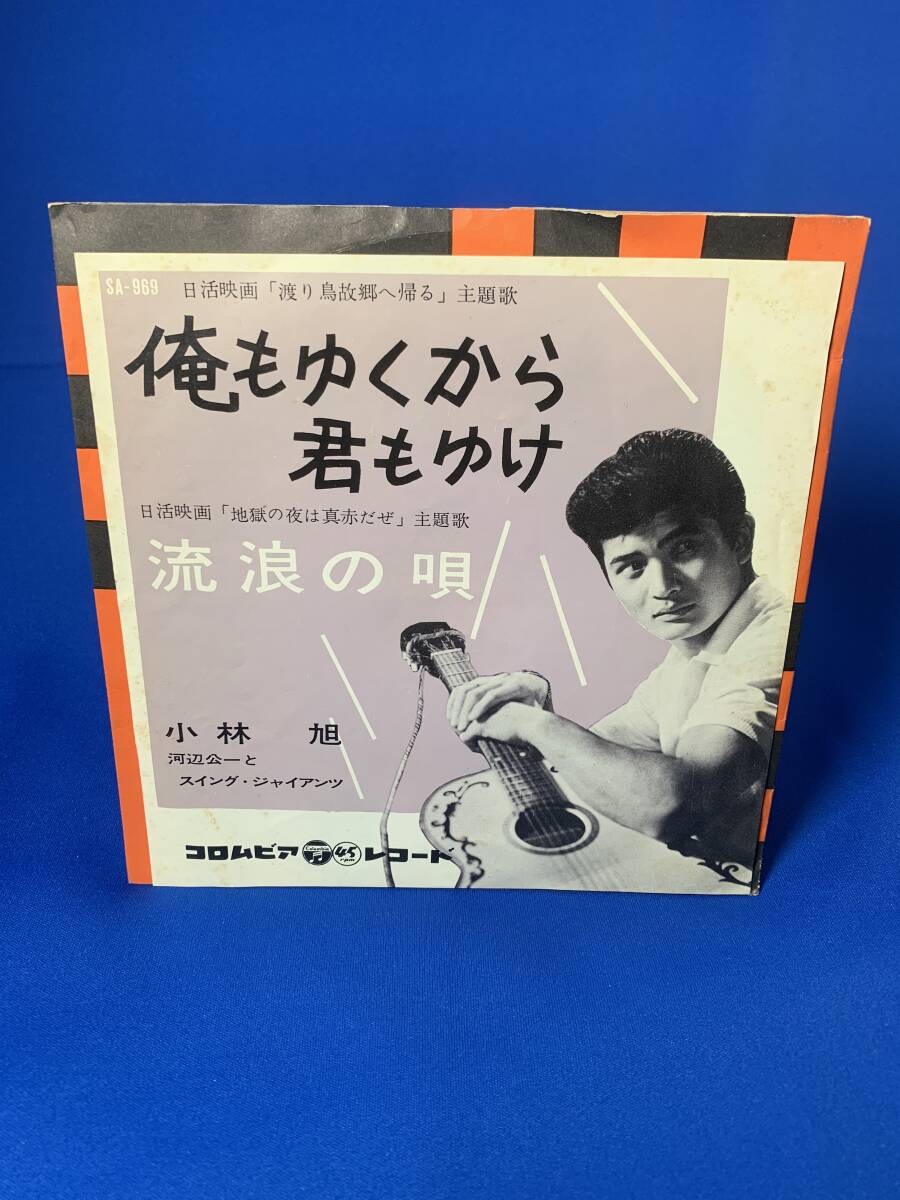 SA-969
日活映画「渡り鳥故郷へ帰る」主題歌
俺もゆくから
君もゆけ
日活映画「地獄の夜は真赤だぜ」主題歌
流浪の唄
小林 旭
河辺公一と
スイング・ジャイアンツ
コロムビア Columbia 45 rpm レコード